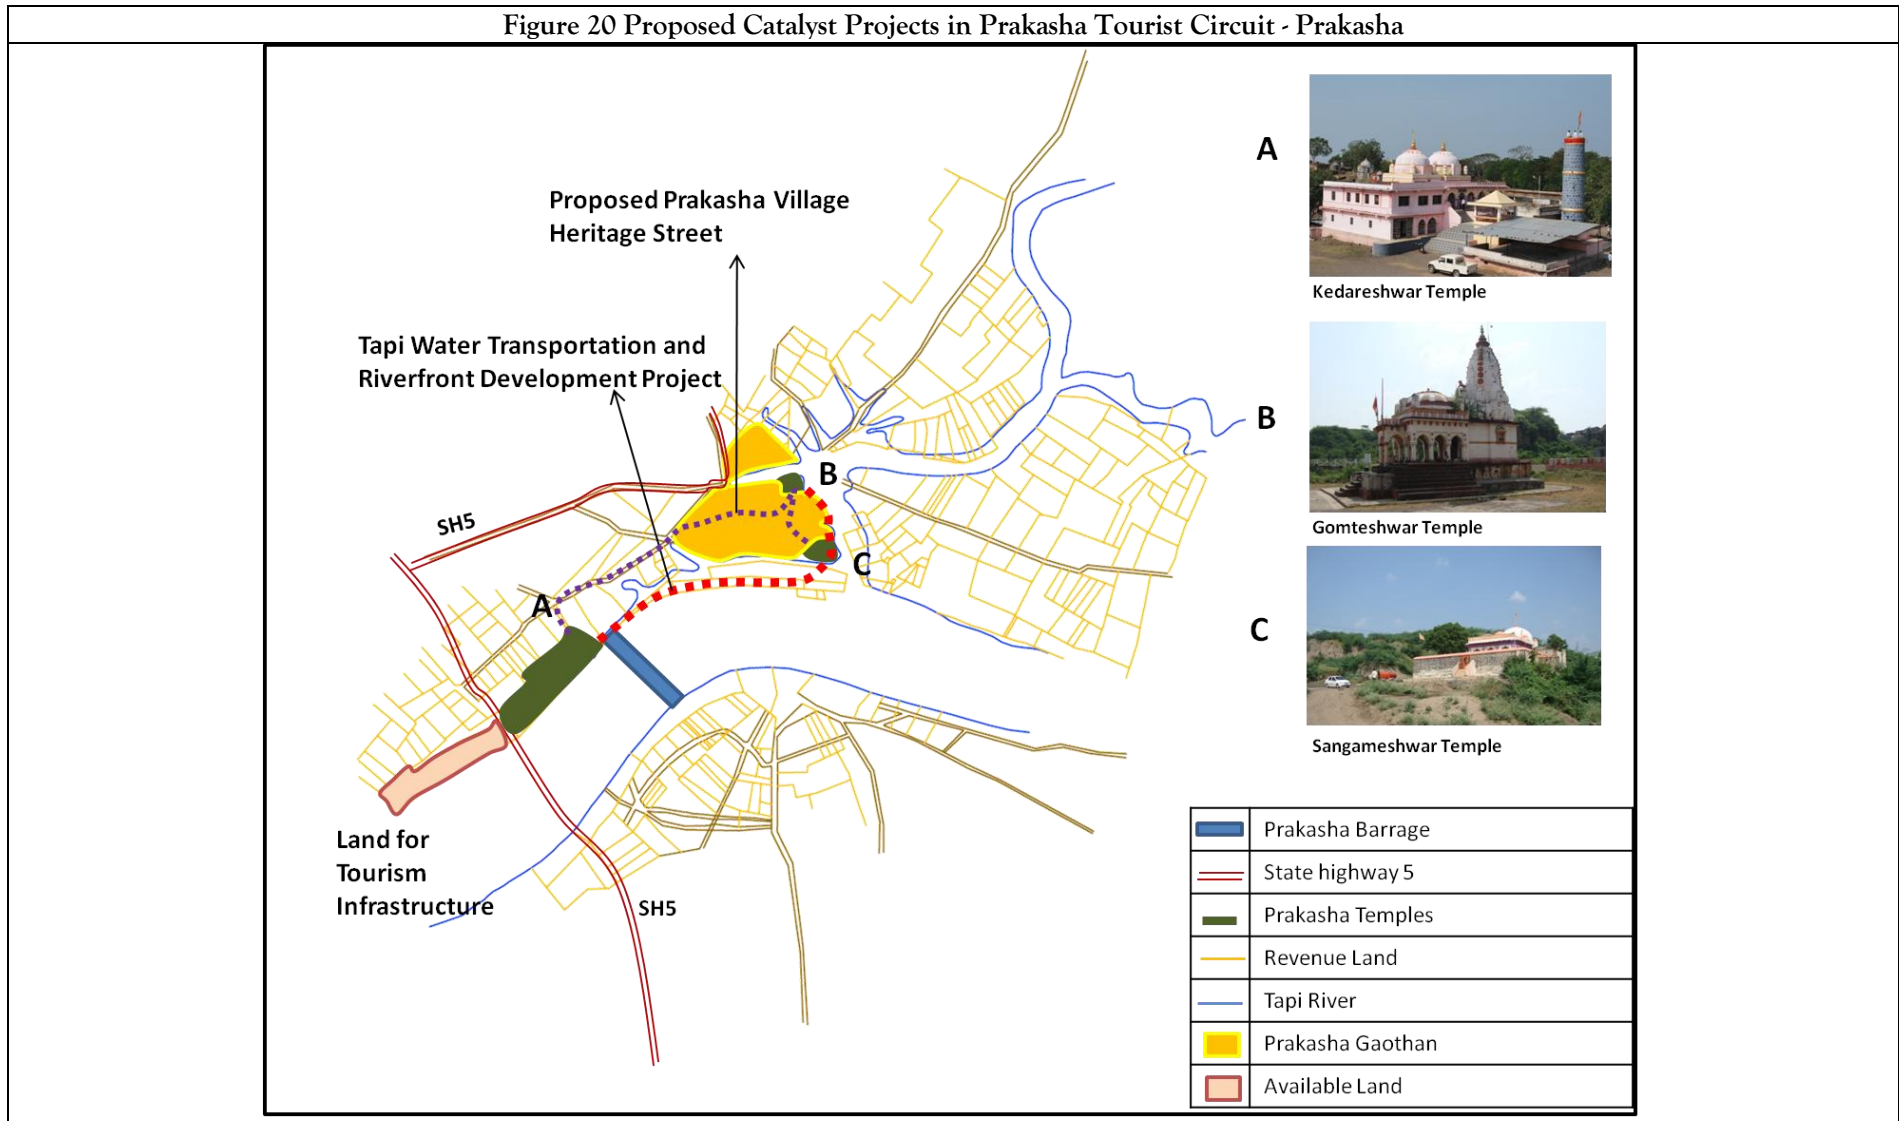 Figure 20 Proposed Catalyst Projects in Prakasha Tourist Circuit - Prakasha
Proposed Prakasha Village
Heritage Street
Tapi Water Transportation and
Riverfront Development Project
SH5
A
B
C
Land for
Tourism
Infrastructure
SH5
A
Kedareshwar Temple
B
Gomteshwar Temple
C
Sangameshwar Temple
Prakasha Barrage
State highway 5
Prakasha Temples
Revenue Land
Tapi River
Prakasha Gaothan
Available Land